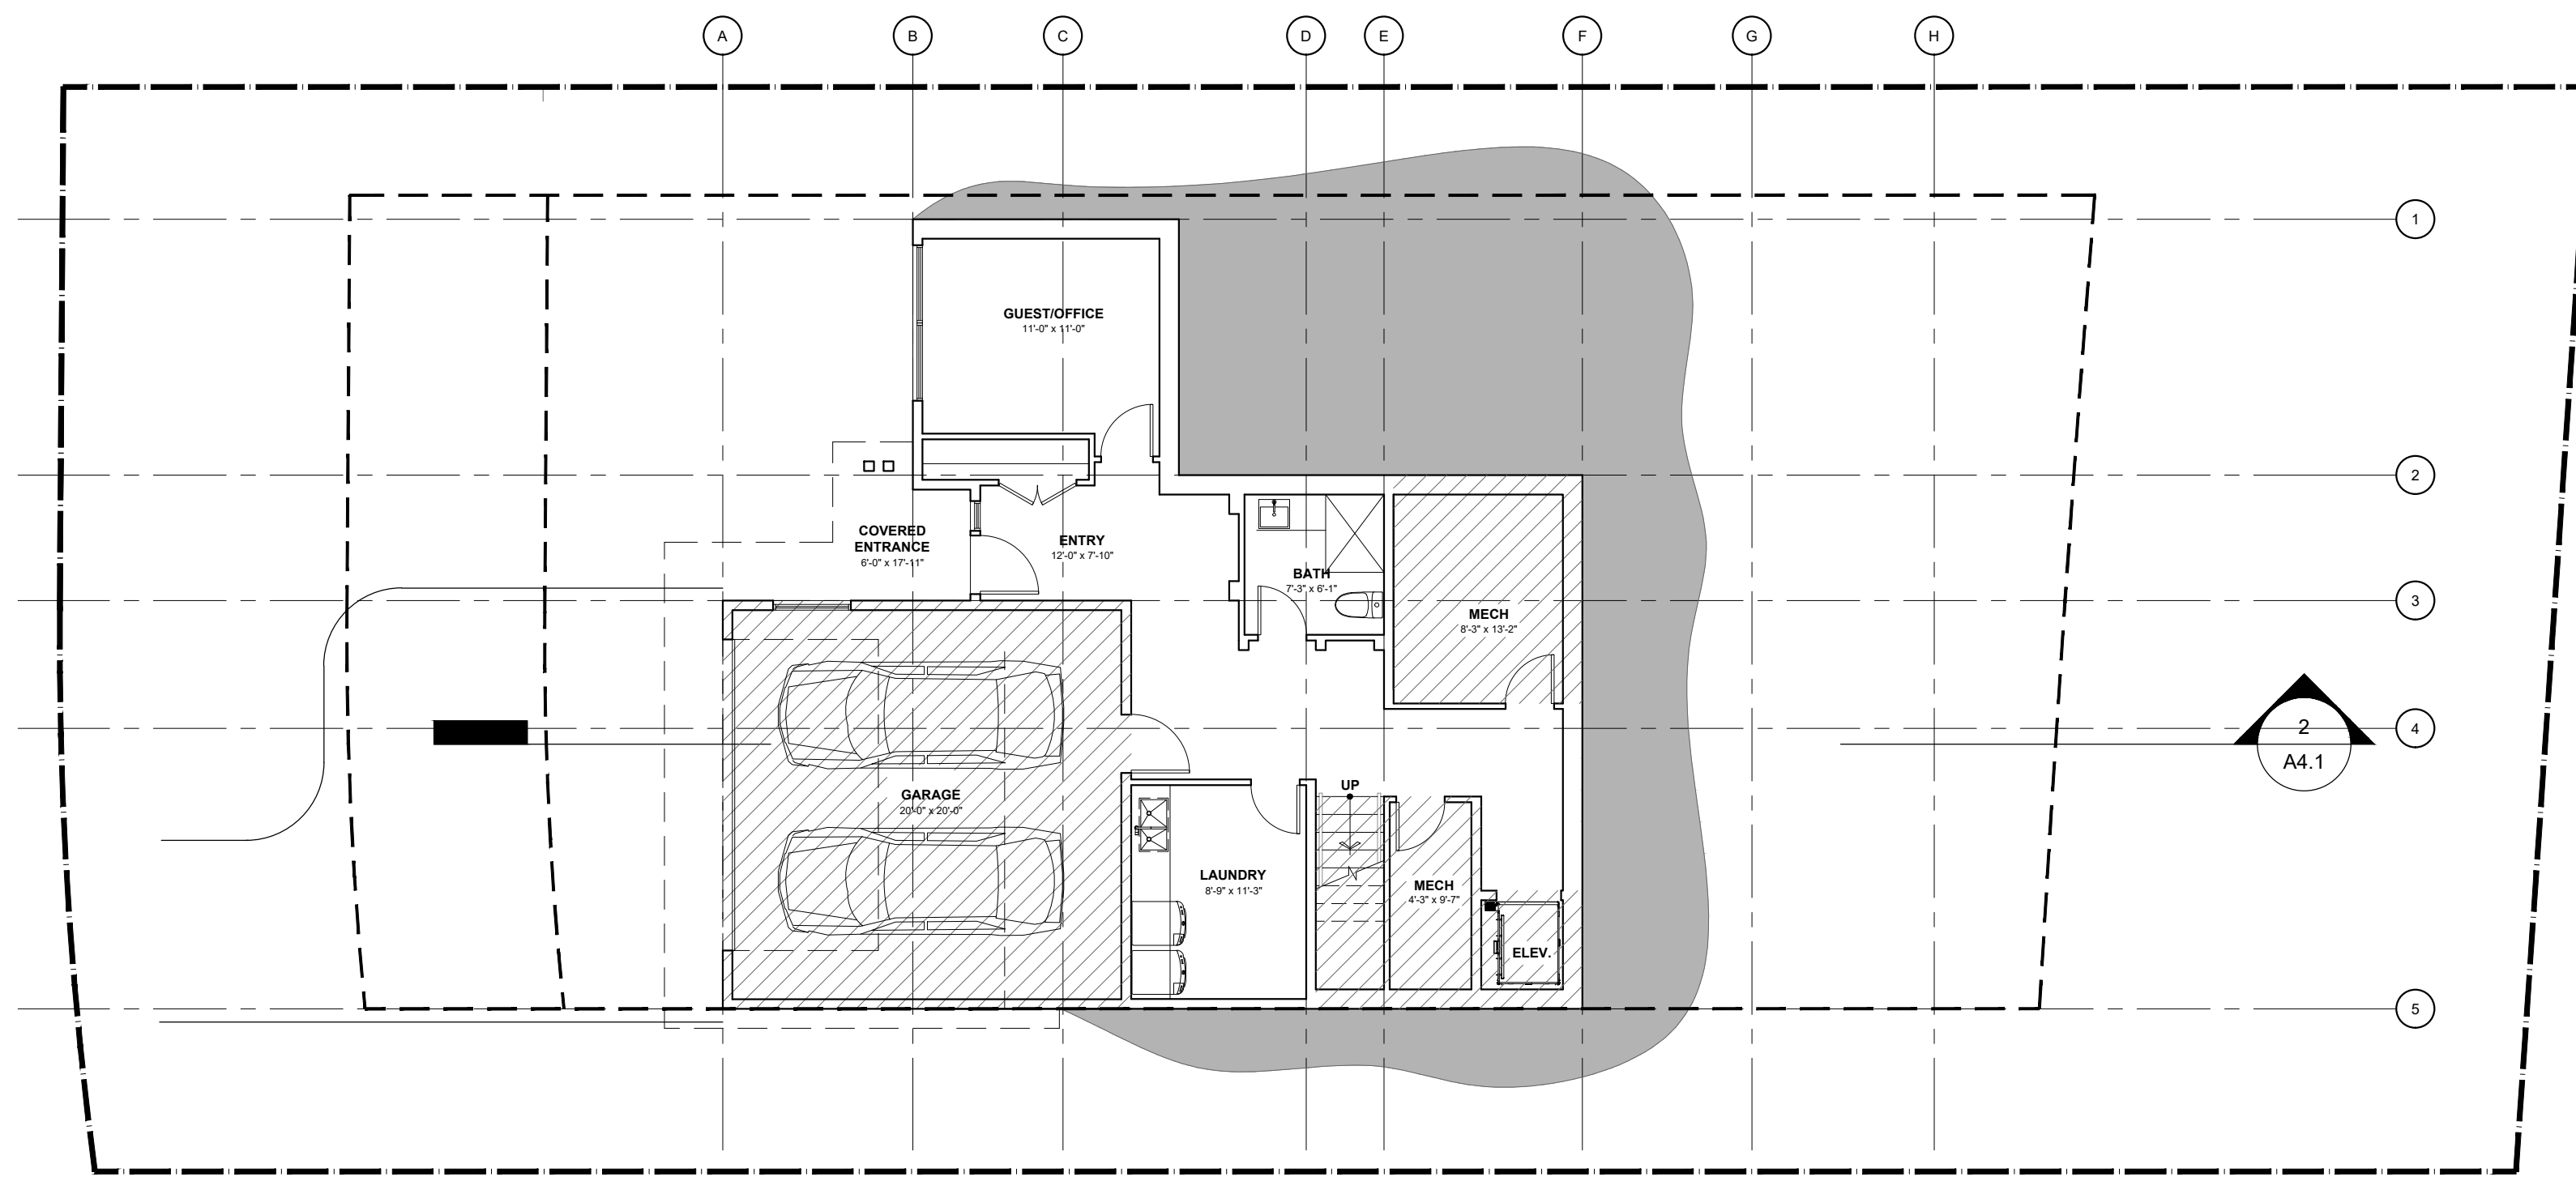 A
B
C
D
E
F
G
H
1
GUEST/OFFICE
11'-0" x 11'-0"
2
COVERED
ENTRANCE
6'-0" x 17'-11"
ENTRY
12'-0" x 7'-10"
BATH
7'-3" x 6'-1"
3
MECH
8'-3" x 13'-2"
2
A4.1
4
UP
GARAGE
20'-0" x 20'-0"
LAUNDRY
8'-9" x 11'-3"
MECH
4'-3" x 9'-7"
ELEV.
5